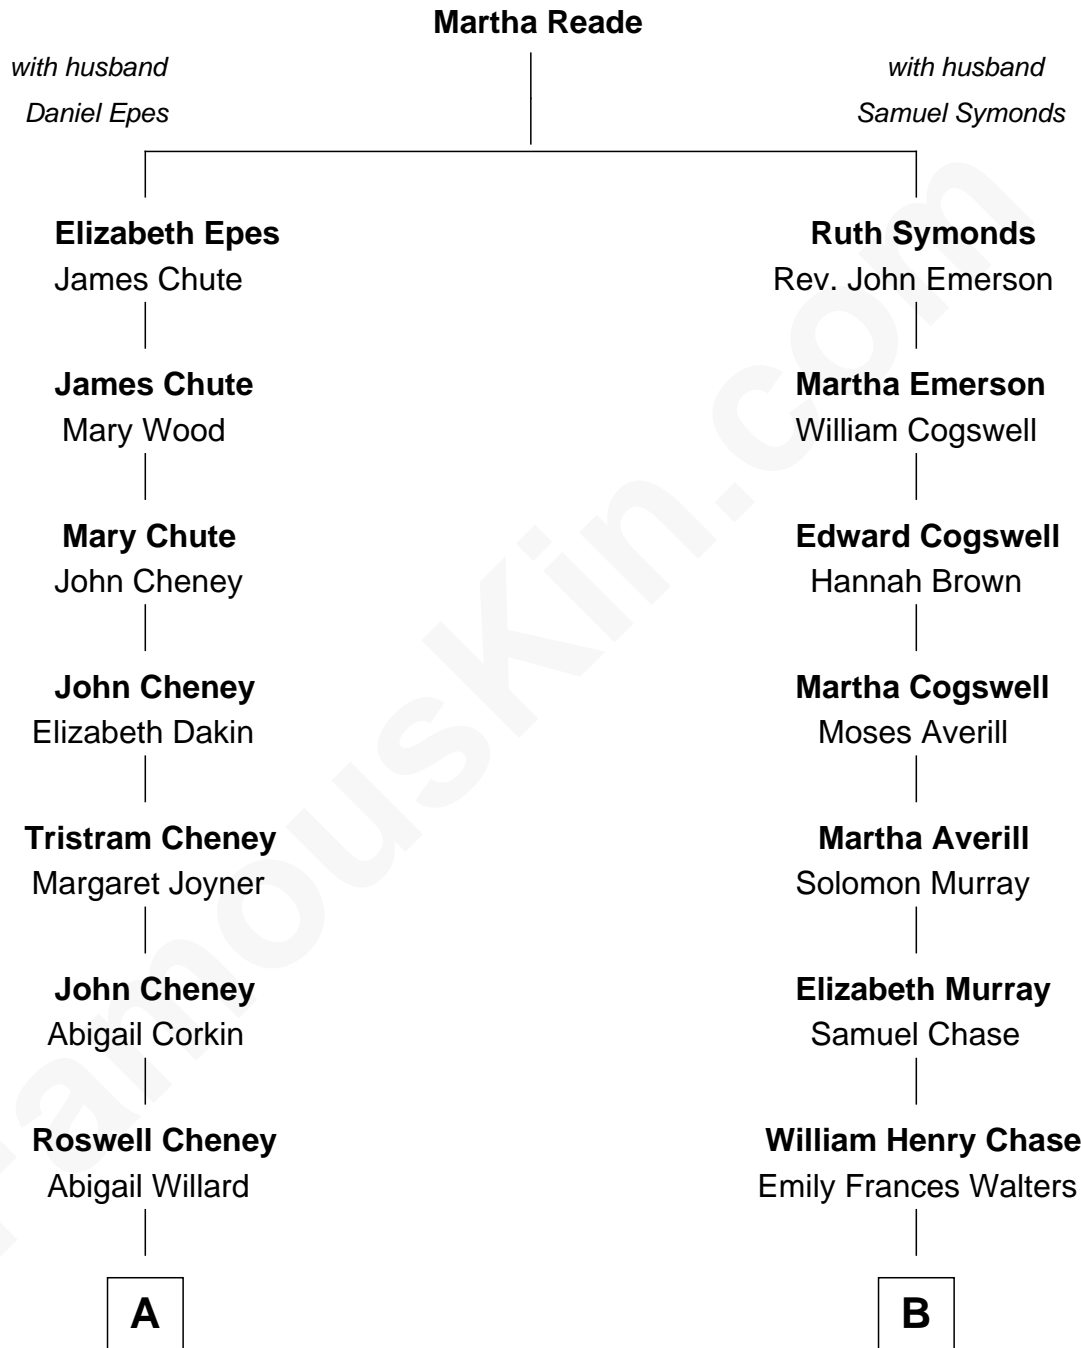 Martha Reade
with husband
Daniel Epes
with husband
Samuel Symonds
Elizabeth Epes
James Chute
Ruth Symonds
Rev. John Emerson
James Chute
Mary Wood
Martha Emerson
William Cogswell
Mary Chute
John Cheney
Edward Cogswell
Hannah Brown
John Cheney
Elizabeth Dakin
Martha Cogswell
Moses Averill
Tristram Cheney
Margaret Joyner
Martha Averill
Solomon Murray
John Cheney
Abigail Corkin
Elizabeth Murray
Samuel Chase
Roswell Cheney
Abigail Willard
William Henry Chase
Emily Frances Walters
A
B
FamousKin.com